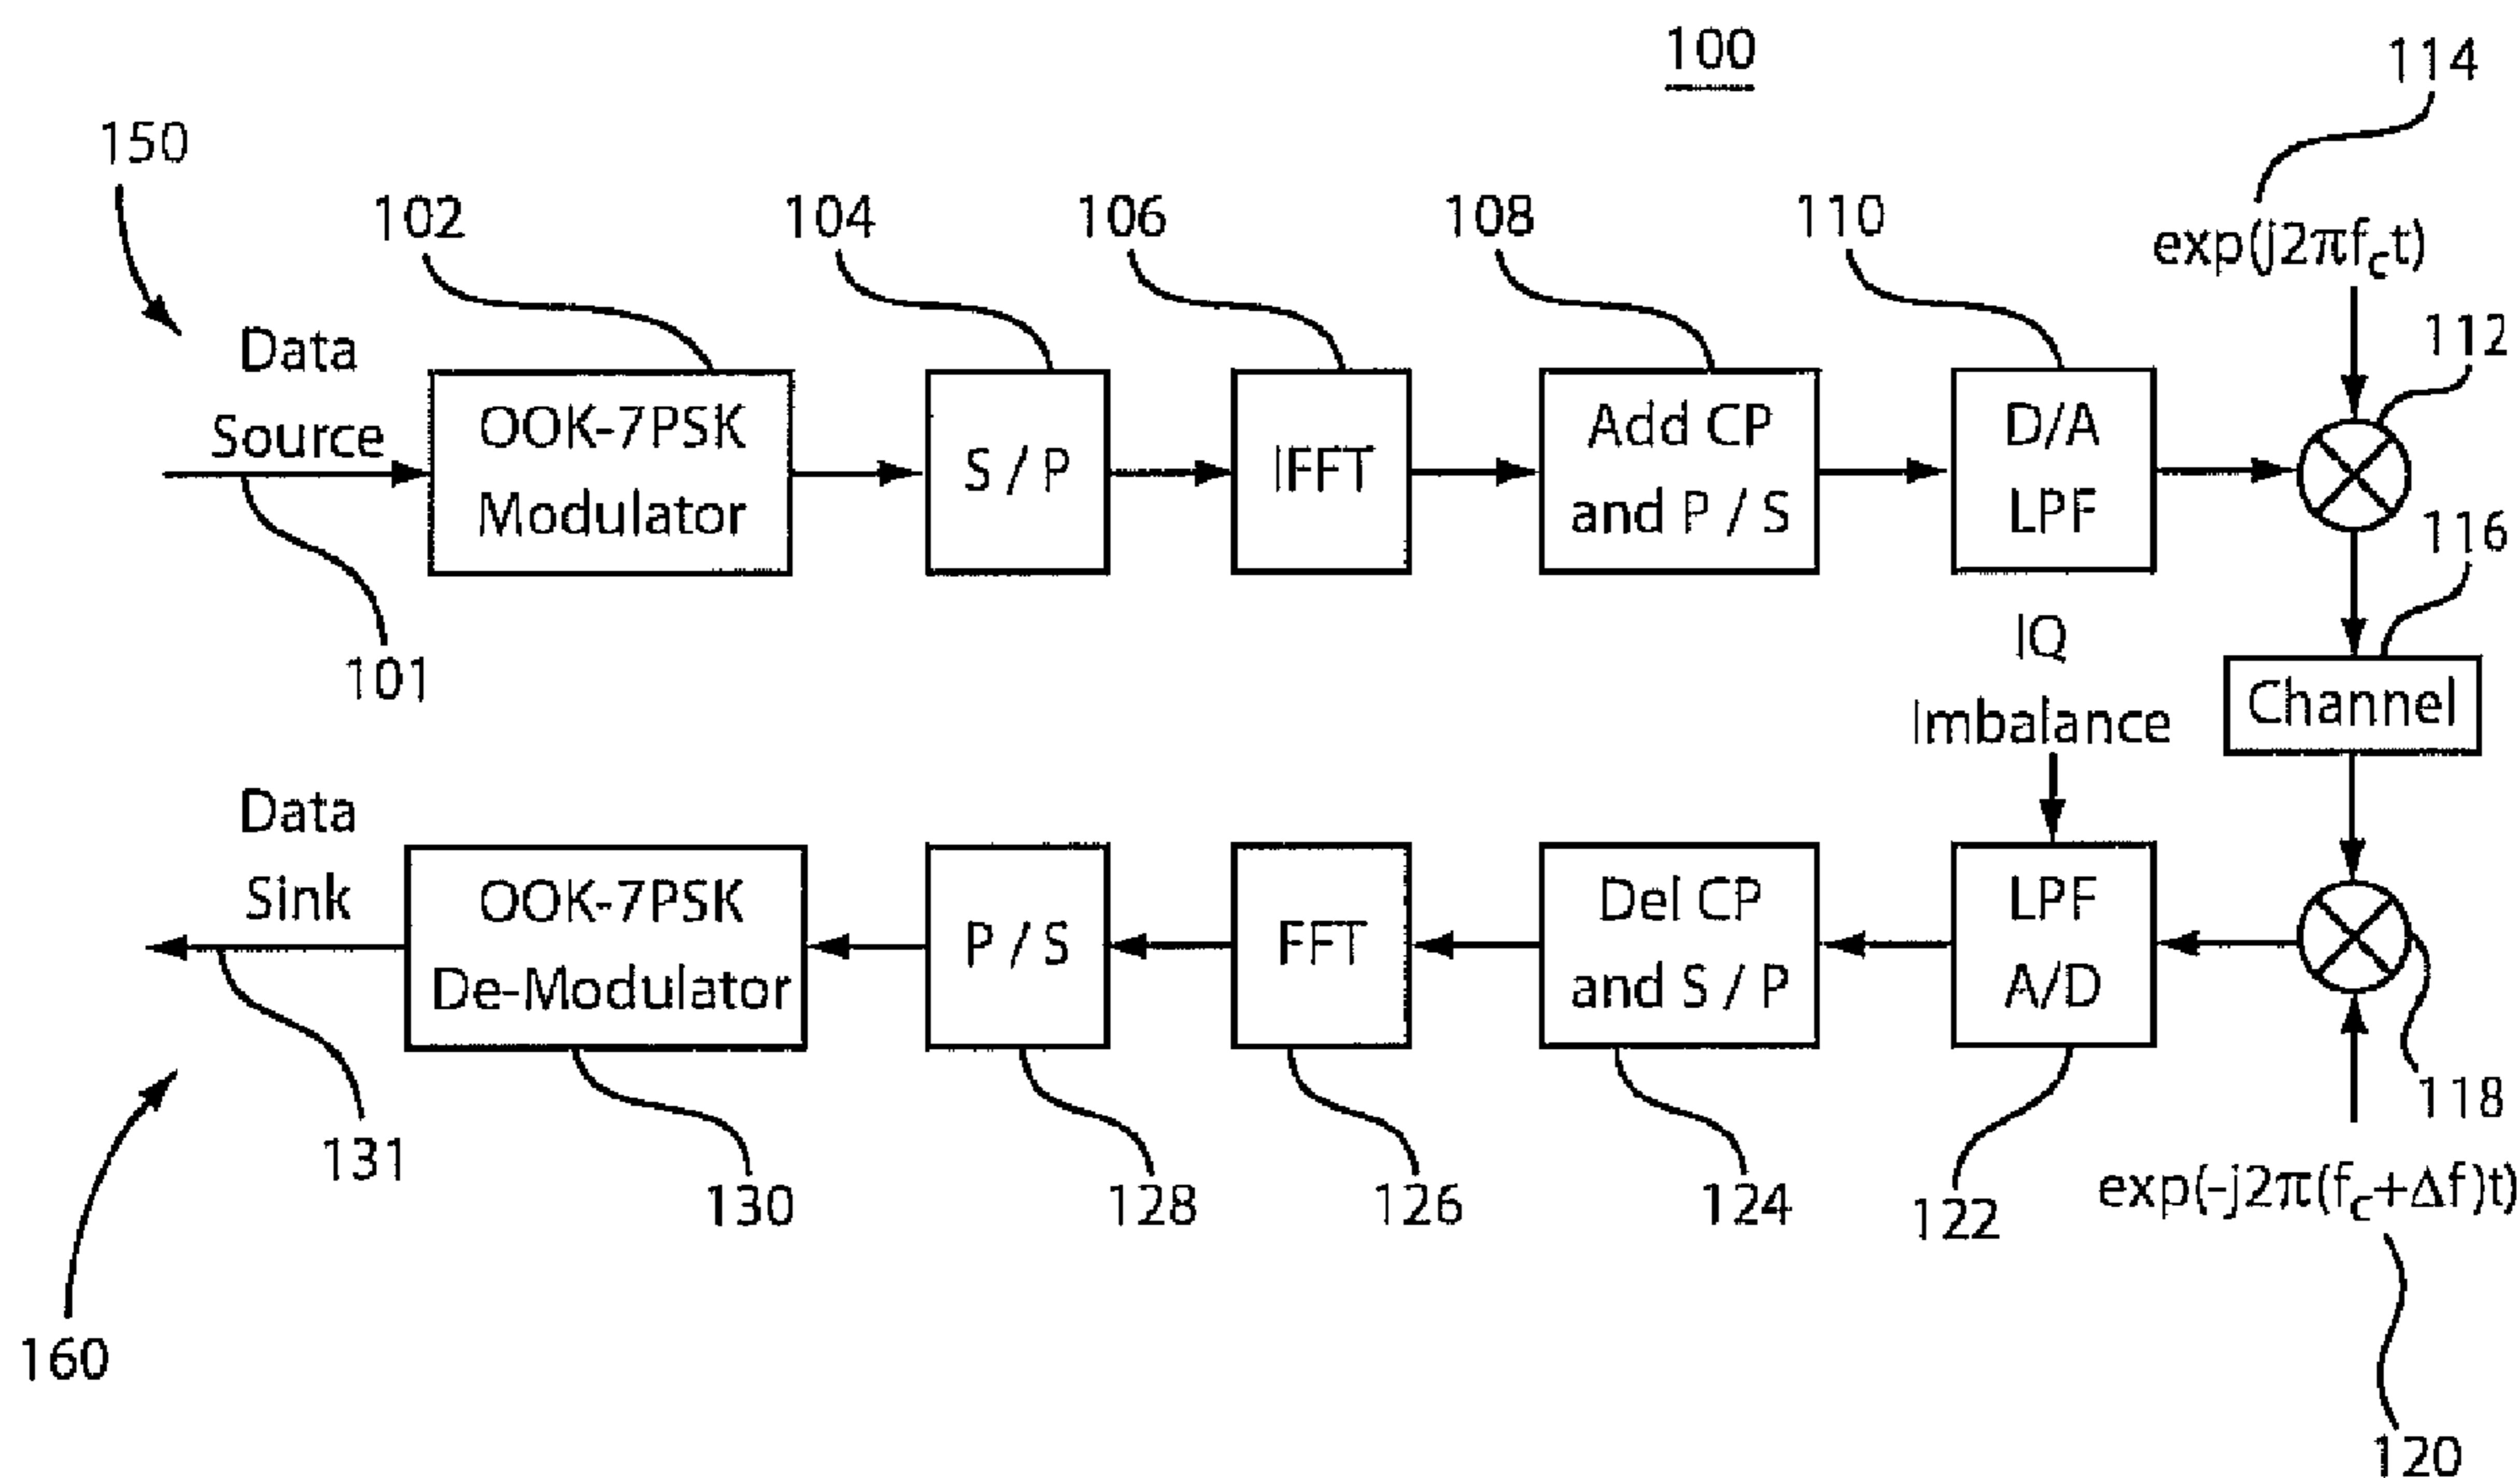 100
114
150
102
104
106
108
110
exp(j2πf_ct)
112
Data
Source
OOK-7PSK
Modulator
S / P
IFFT
Add CP
and P / S
D/A
LPF
116
101
IQ
Imbalance
Channel
Data
Sink
OOK-7PSK
De-Modulator
P / S
FFT
Del CP
and S / P
LPF
A/D
118
131
130
128
126
124
122
exp(-j2π(f_c+Δf)t)
160
120